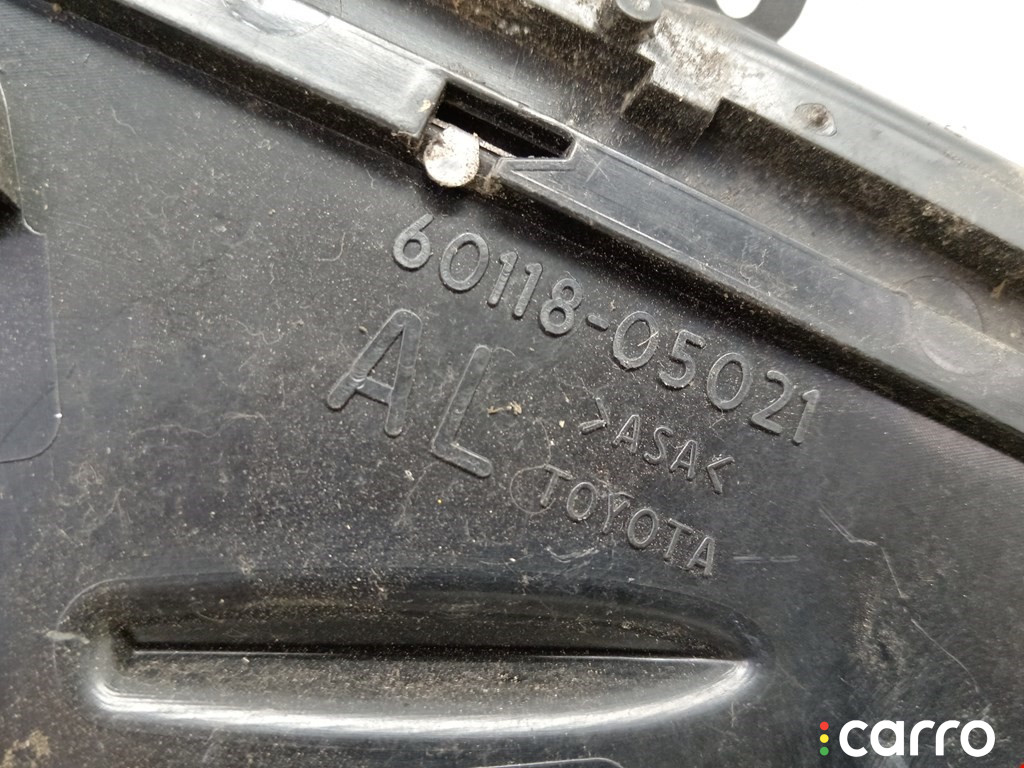 60118-05021
AL
>ASA<
TOYOTA
carro